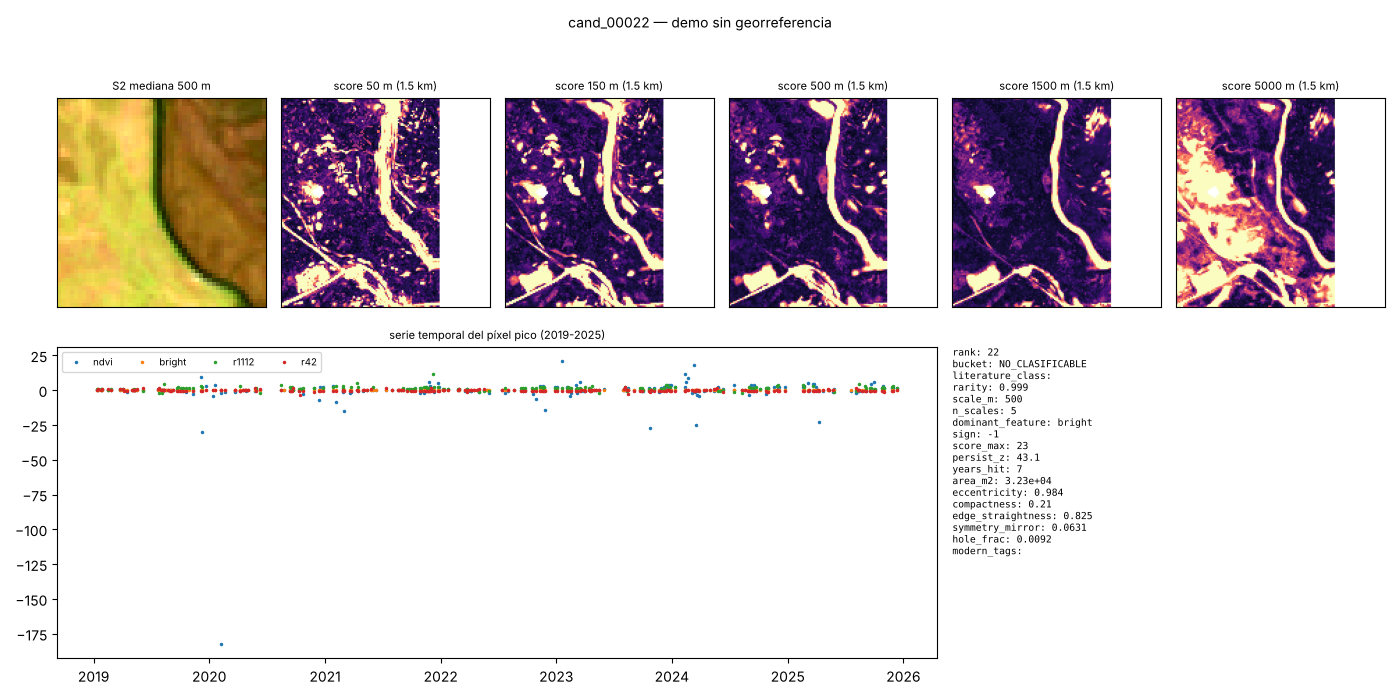 cand_00022 — demo sin georreferencia
S2 mediana 500 m
score 50 m (1.5 km)
score 150 m (1.5 km)
score 500 m (1.5 km)
score 1500 m (1.5 km)
score 5000 m (1.5 km)
serie temporal del píxel pico (2019-2025)
ndvi
bright
r1112
r42
25
0
−25
−50
−75
−100
−125
−150
−175
2019
2020
2021
2022
2023
2024
2025
2026
rank: 22
bucket: NO_CLASIFICABLE
literature_class:
rarity: 0.999
scale_m: 500
n_scales: 5
dominant_feature: bright
sign: -1
score_max: 23
persist_z: 43.1
years_hit: 7
area_m2: 3.23e+04
eccentricity: 0.984
compactness: 0.21
edge_straightness: 0.825
symmetry_mirror: 0.0631
hole_frac: 0.0092
modern_tags: